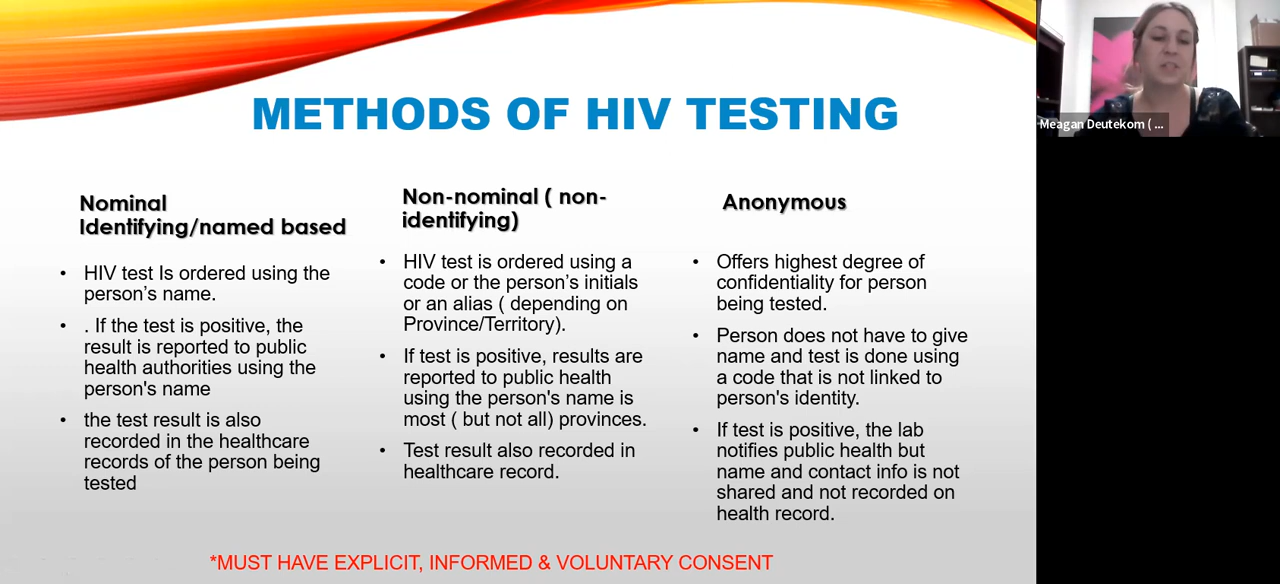 METHODS OF HIV TESTING
Nominal
Identifying/named based
• HIV test Is ordered using the
person's name.
• . If the test is positive, the
result is reported to public
health authorities using the
person's name
• the test result is also
recorded in the healthcare
records of the person being
tested
Non-nominal ( non-
identifying)
• HIV test is ordered using a
code or the person's initials
or an alias ( depending on
Province/Territory).
• If test is positive, results are
reported to public health
using the person's name is
most ( but not all) provinces.
• Test result also recorded in
healthcare record.
Anonymous
• Offers highest degree of
confidentiality for person
being tested.
• Person does not have to give
name and test is done using
a code that is not linked to
person's identity.
• If test is positive, the lab
notifies public health but
name and contact info is not
shared and not recorded on
health record.
*MUST HAVE EXPLICIT, INFORMED & VOLUNTARY CONSENT
Meagan Deutekom ( ...